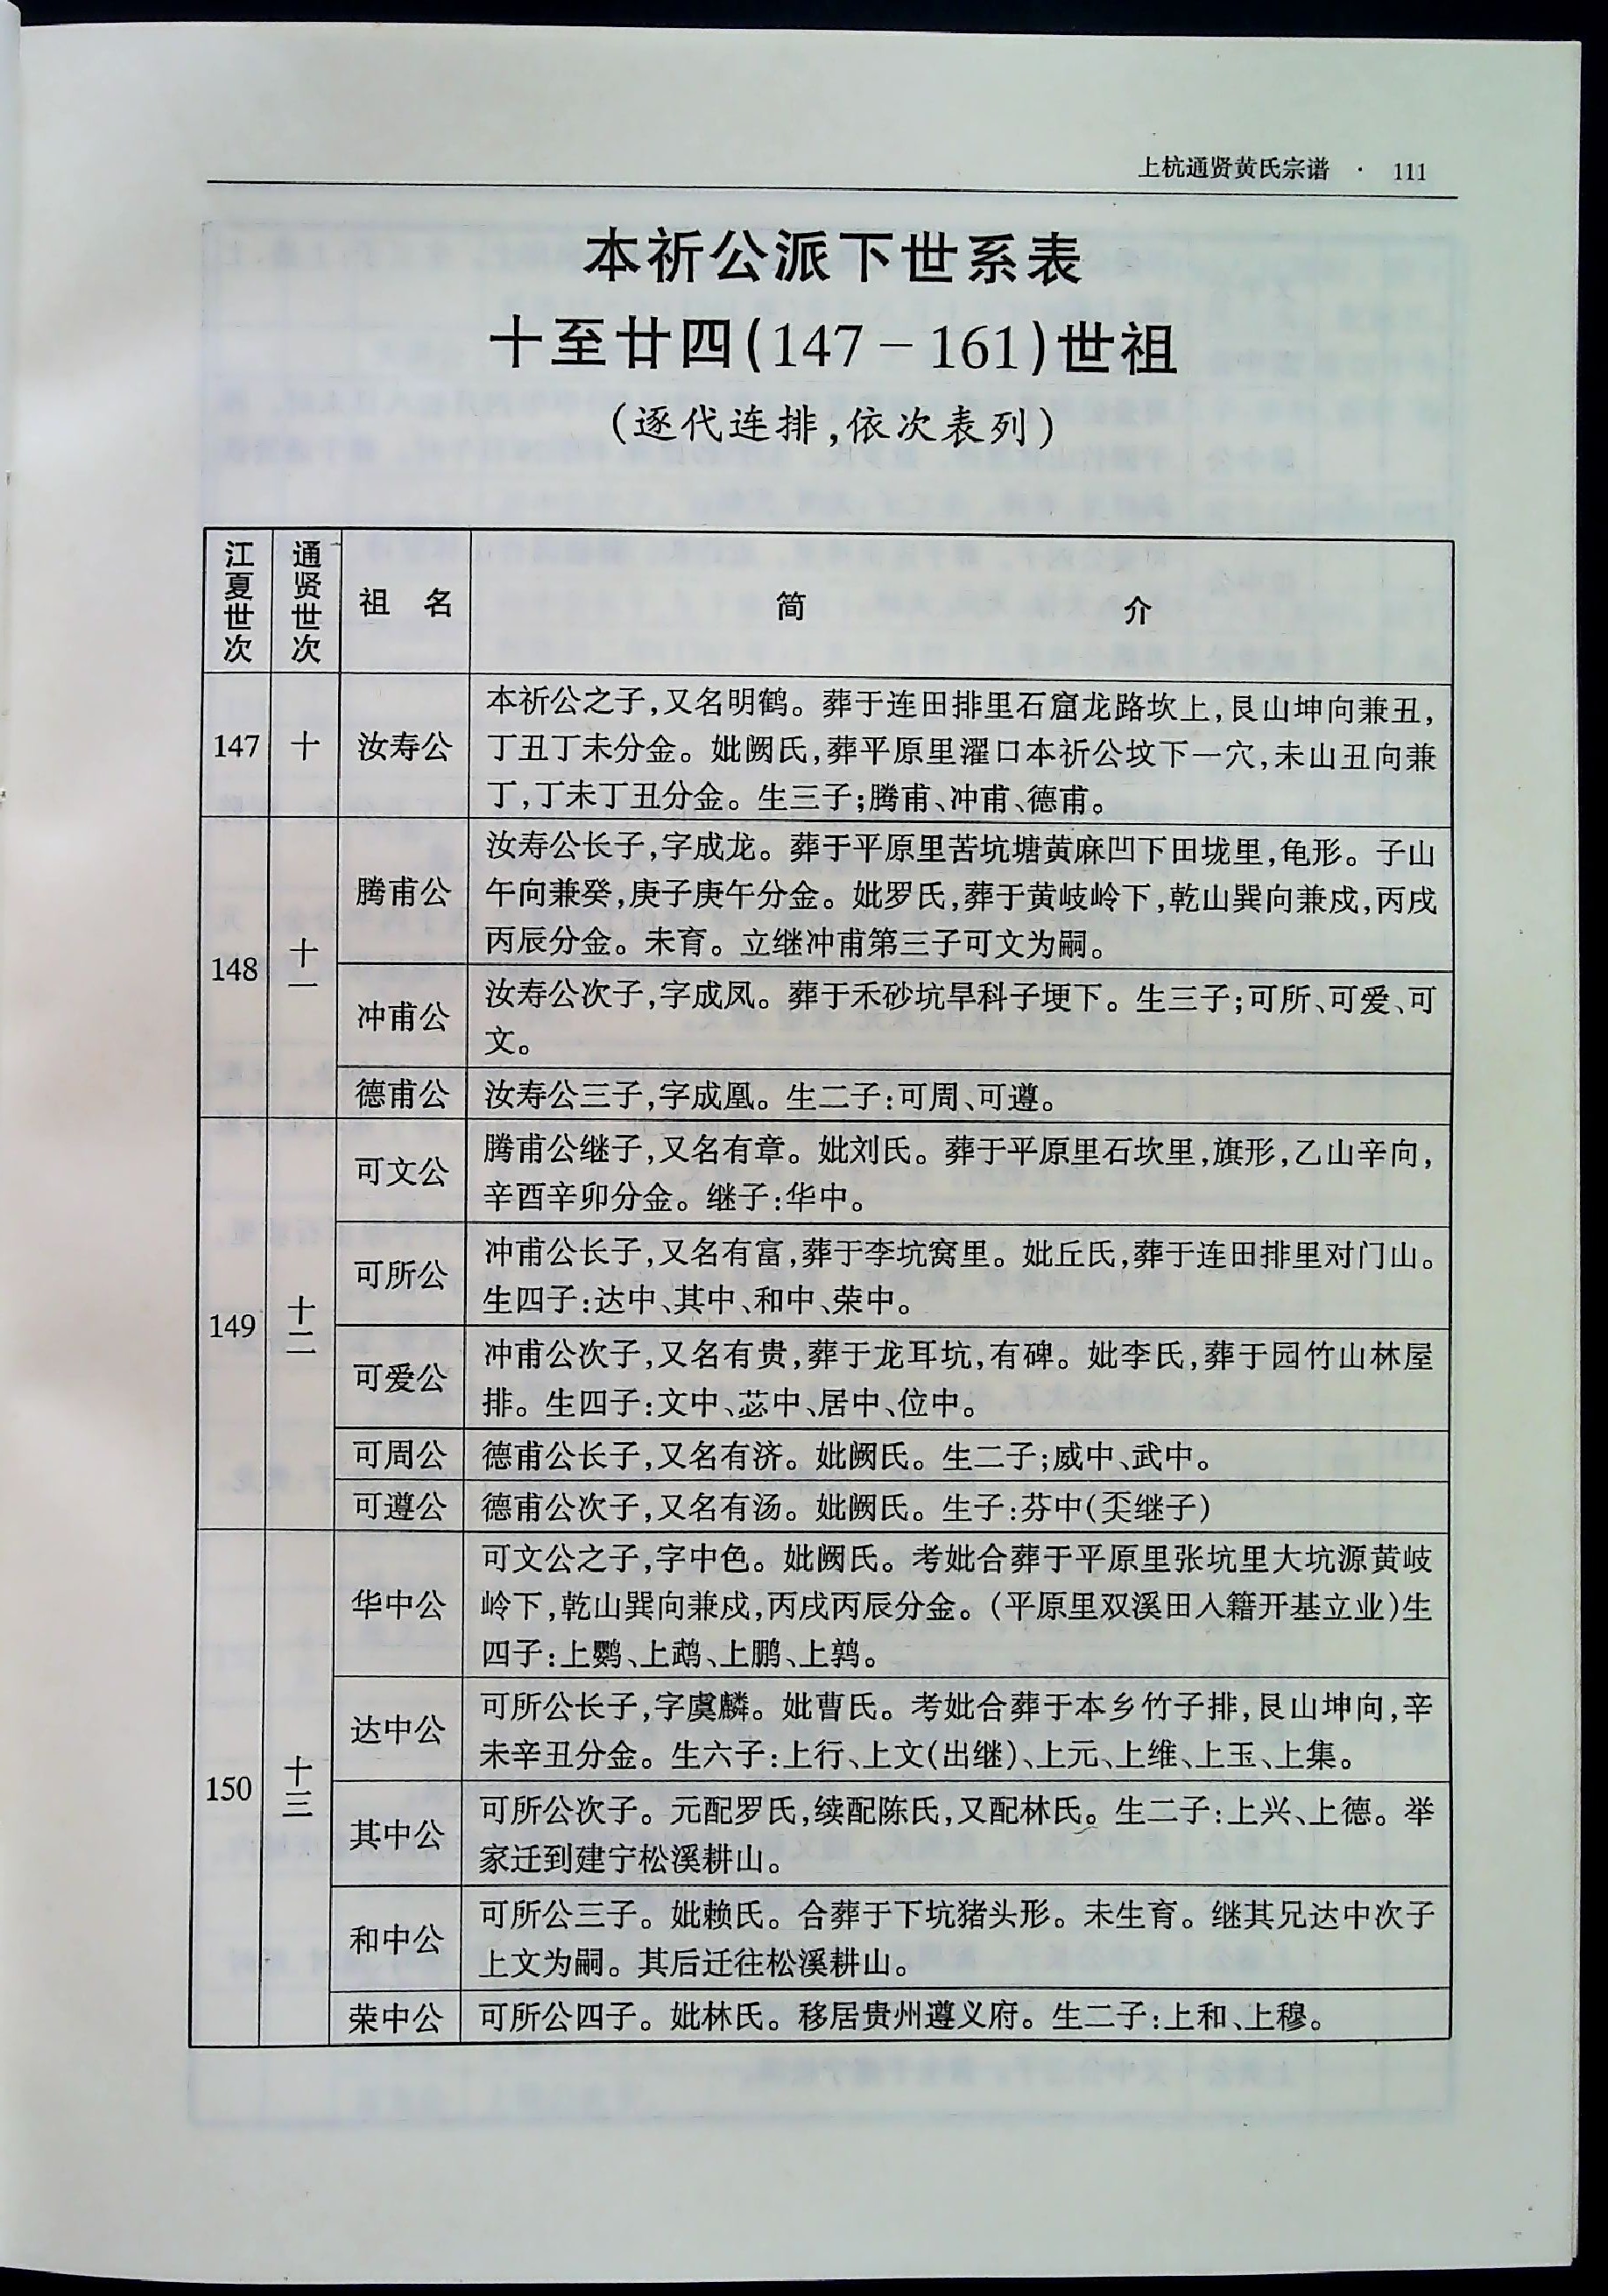 上杭通贤黄氏宗谱 · 111
本祈公派下世系表
十至廿四(147－161)世祖
(逐代连排,依次表列)
江夏世次 通贤世次 祖名 简介
147 十 汝寿公
本祈公之子,又名明鹤。葬于连田排里石窟龙路坎上,艮山坤向兼丑,
丁丑丁未分金。妣阙氏,葬平原里濯口本祈公坟下一穴,未山丑向兼
丁,丁未丁丑分金。生三子;腾甫、冲甫、德甫。
148 十一
腾甫公
汝寿公长子,字成龙。葬于平原里苦坑塘黄麻凹下田垅里,龟形。子山
午向兼癸,庚子庚午分金。妣罗氏,葬于黄岐岭下,乾山巽向兼戍,丙戌
丙辰分金。未育。立继冲甫第三子可文为嗣。
冲甫公
汝寿公次子,字成凤。葬于禾砂坑旱科子埂下。生三子;可所、可爱、可
文。
德甫公
汝寿公三子,字成凰。生二子:可周、可遵。
149 十二
可文公
腾甫公继子,又名有章。妣刘氏。葬于平原里石坎里,旗形,乙山辛向,
辛酉辛卯分金。继子:华中。
可所公
冲甫公长子,又名有富,葬于李坑窝里。妣丘氏,葬于连田排里对门山。
生四子:达中、其中、和中、荣中。
可爱公
冲甫公次子,又名有贵,葬于龙耳坑,有碑。妣李氏,葬于园竹山林屋
排。生四子:文中、苾中、居中、位中。
可周公
德甫公长子,又名有济。妣阙氏。生二子;威中、武中。
可遵公
德甫公次子,又名有汤。妣阙氏。生子:芬中(奀继子)
150 十三
华中公
可文公之子,字中色。妣阙氏。考妣合葬于平原里张坑里大坑源黄岐
岭下,乾山巽向兼戍,丙戌丙辰分金。(平原里双溪田入籍开基立业)生
四子:上鹦、上鹉、上鹏、上鹑。
达中公
可所公长子,字虞麟。妣曹氏。考妣合葬于本乡竹子排,艮山坤向,辛
未辛丑分金。生六子:上行、上文(出继)、上元、上维、上玉、上集。
其中公
可所公次子。元配罗氏,续配陈氏,又配林氏。生二子:上兴、上德。举
家迁到建宁松溪耕山。
和中公
可所公三子。妣赖氏。合葬于下坑猪头形。未生育。继其兄达中次子
上文为嗣。其后迁往松溪耕山。
荣中公
可所公四子。妣林氏。移居贵州遵义府。生二子:上和、上穆。